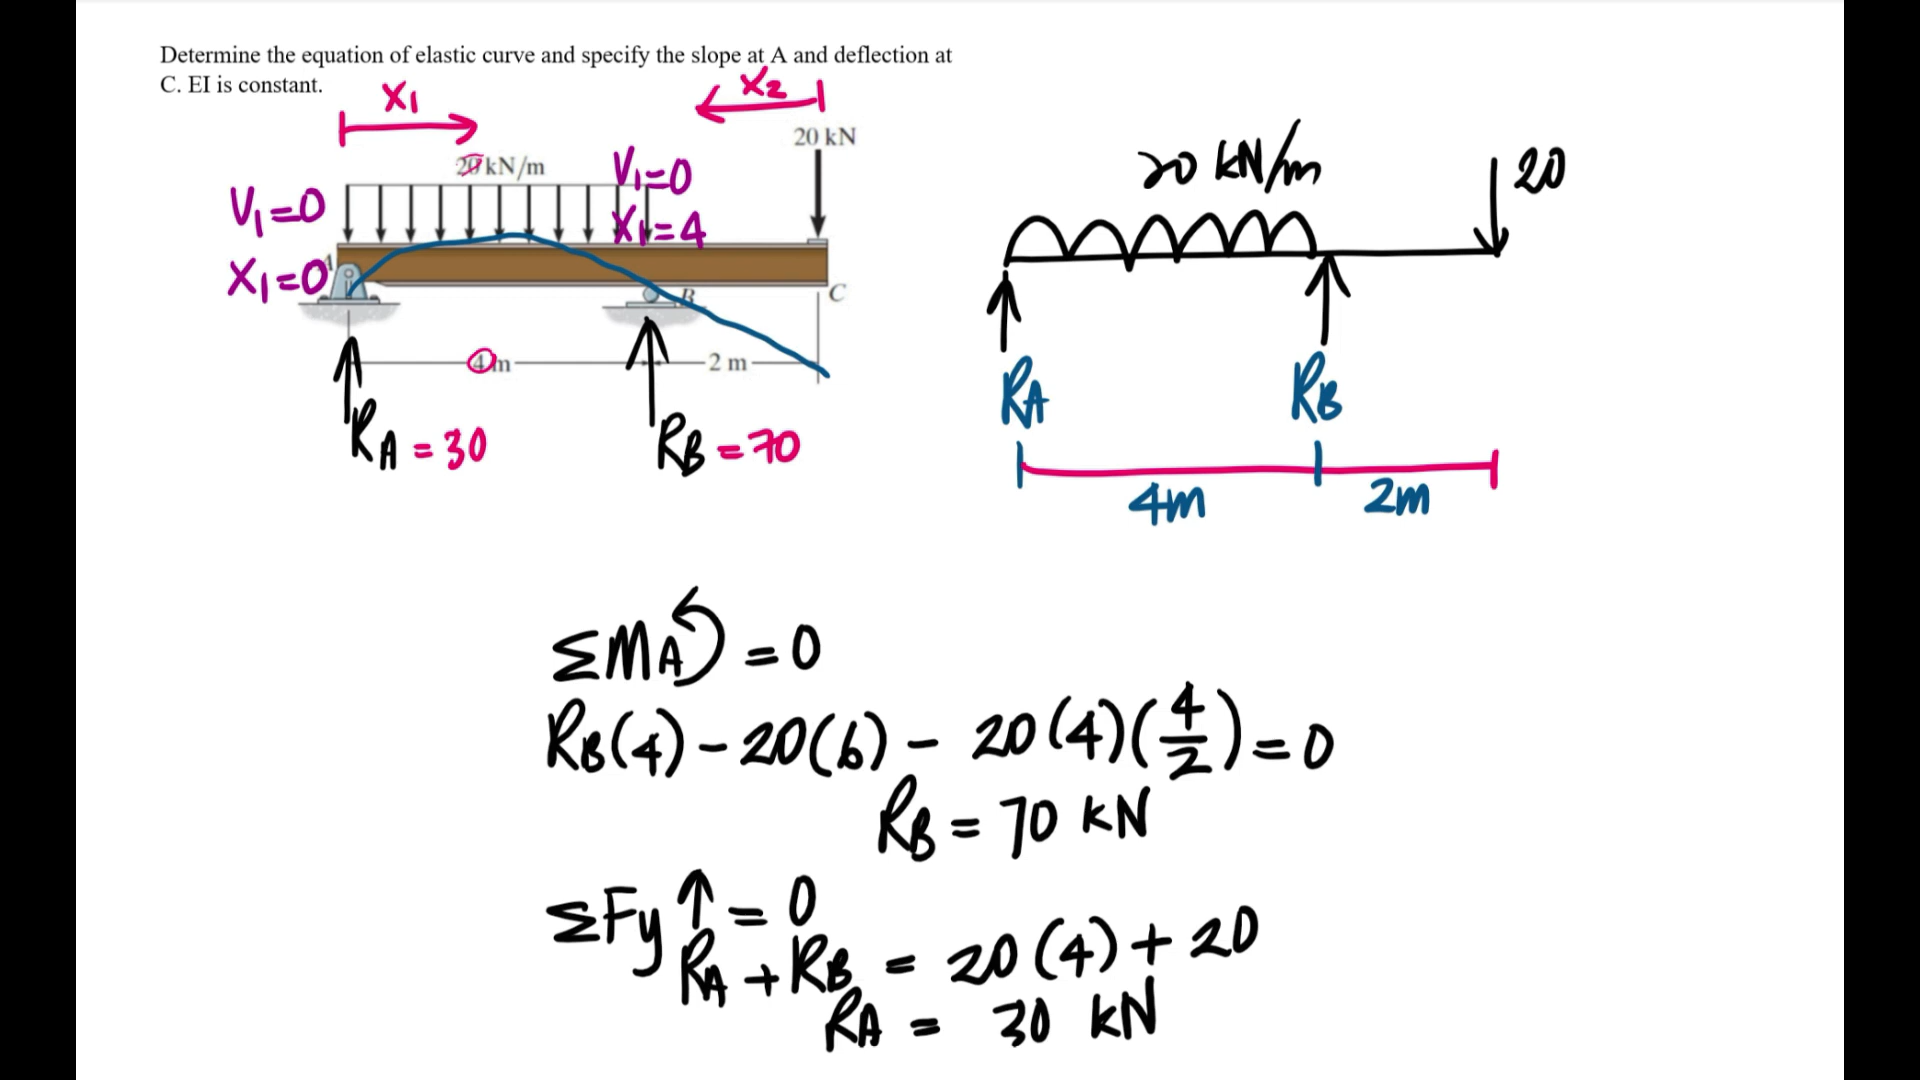 Determine the equation of elastic curve and specify the slope at A and deflection at
C. EI is constant.
X1
X2
20 kN
20 kN/m
V1=0
X1=0
V1=0
X1=4
A
B
C
4 m
2 m
RA = 30
RB = 70
20 kN/m
20
RA
RB
4m
2m
ΣMA = 0
RB(4) - 20(6) - 20(4)(4/2) = 0
RB = 70 kN
ΣFy ↑ = 0
RA + RB = 20(4) + 20
RA = 30 kN